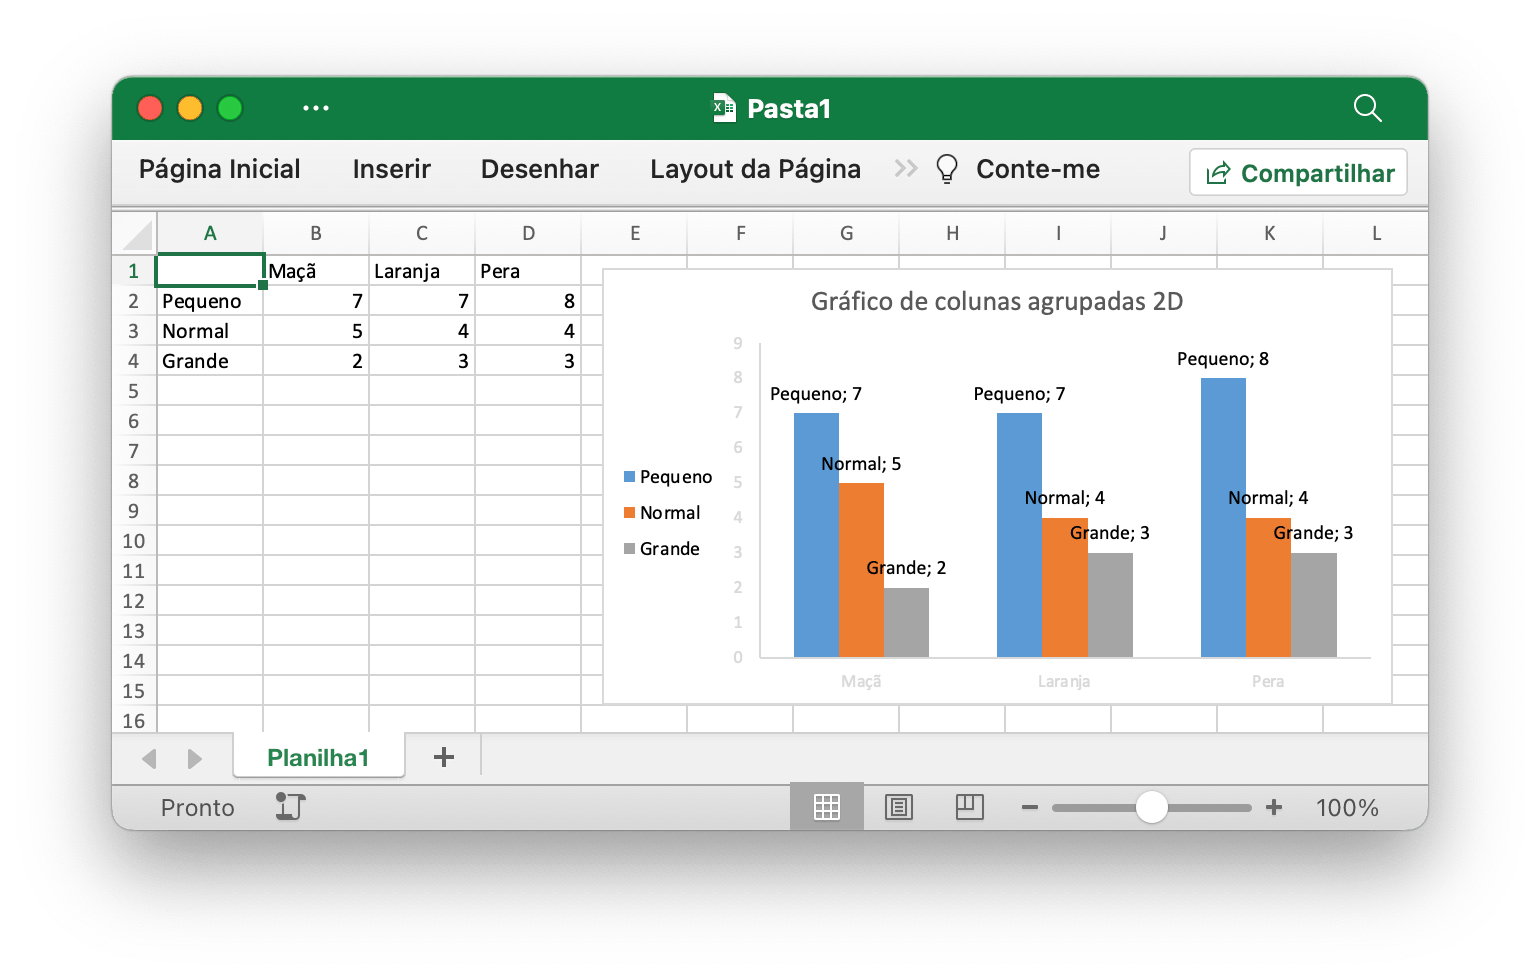 Pasta1
Página Inicial Inserir Desenhar Layout da Página Conte-me Compartilhar
A B C D E F G H I J K L
1 Maçã Laranja Pera
2 Pequeno 7 7 8
3 Normal 5 4 4
4 Grande 2 3 3
5
6
7
8
9
10
11
12
13
14
15
16
Gráfico de colunas agrupadas 2D
9
8
7
6
5
4
3
2
1
0
Pequeno
Normal
Grande
Pequeno; 7
Normal; 5
Grande; 2
Pequeno; 7
Normal; 4
Grande; 3
Pequeno; 8
Normal; 4
Grande; 3
Maçã Laranja Pera
Planilha1
Pronto 100%